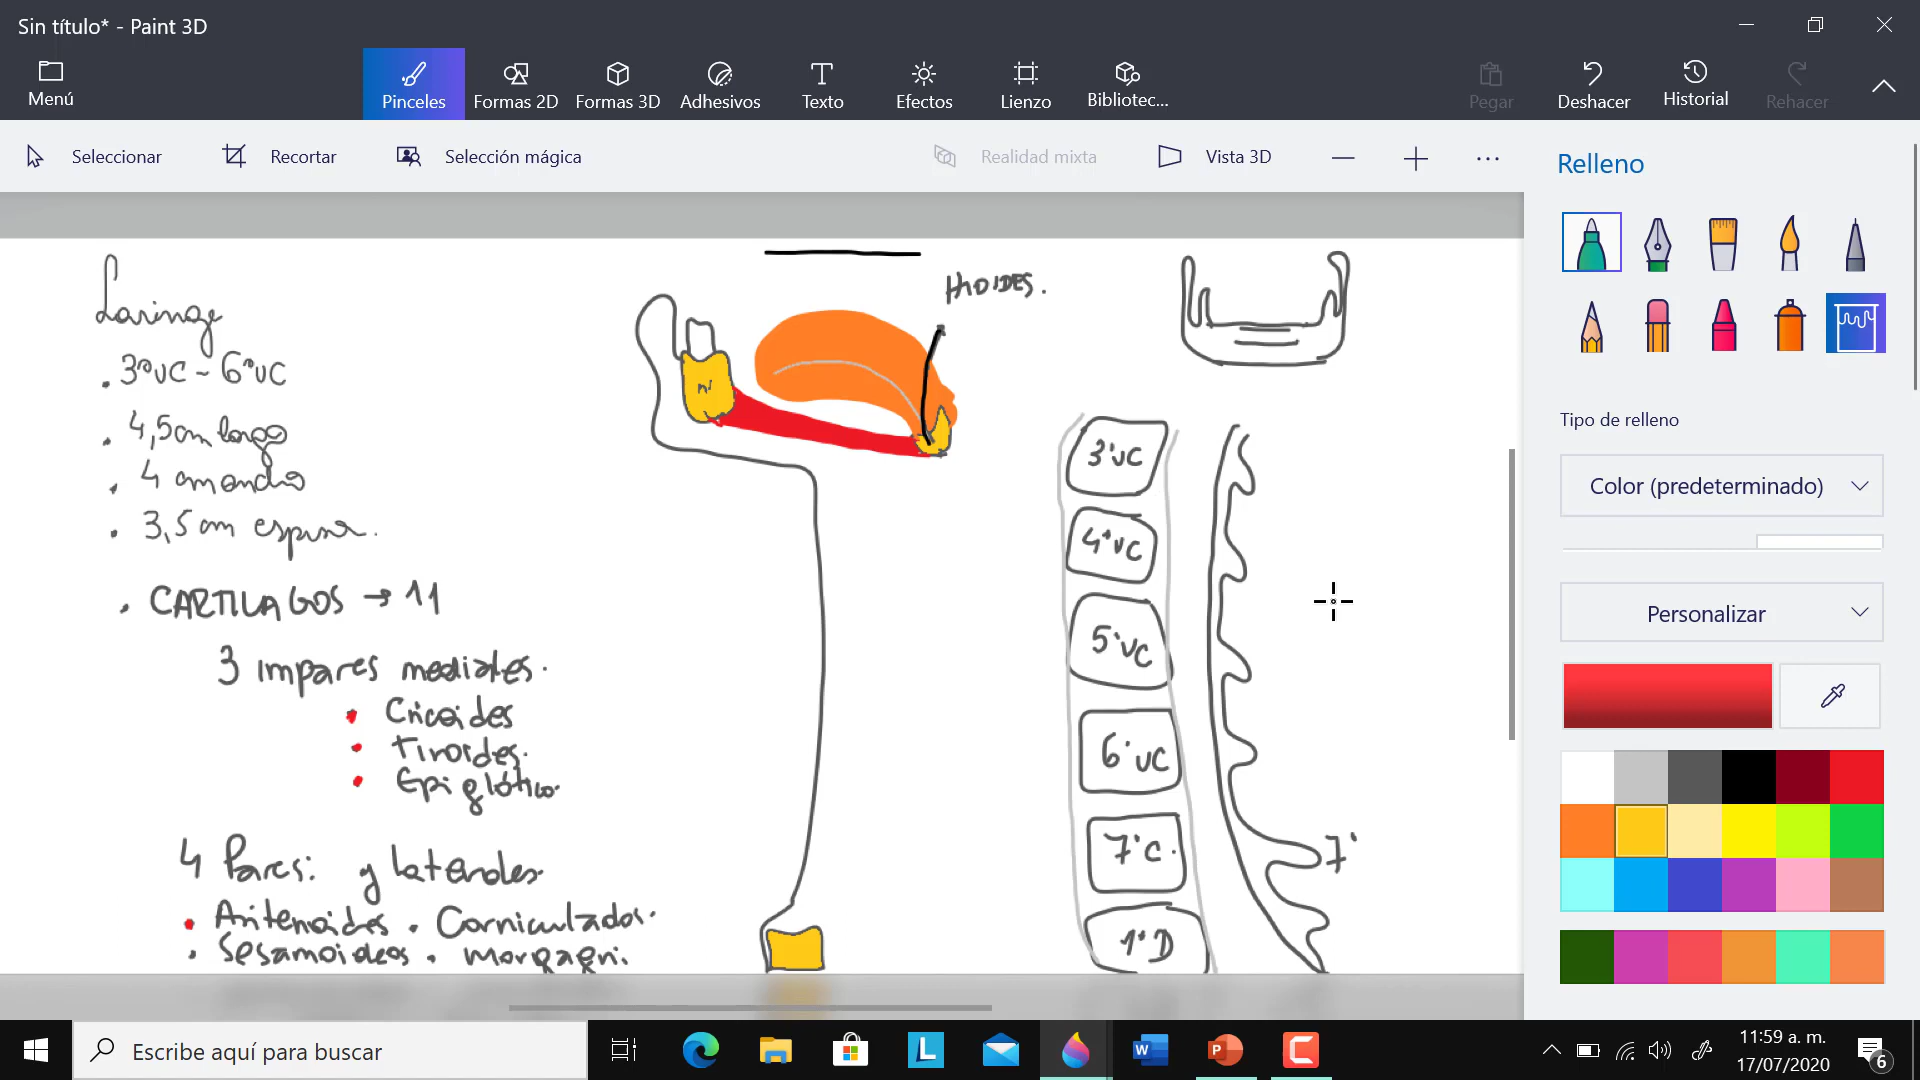 Sin título* - Paint 3D
Menú
Pinceles
Formas 2D
Formas 3D
Adhesivos
Texto
Efectos
Lienzo
Bibliotec...
Pegar
Deshacer
Historial
Rehacer
Seleccionar
Recortar
Selección mágica
Realidad mixta
Vista 3D
Relleno
Tipo de relleno
Color (predeterminado)
Personalizar
Laringe
. 3°VC - 6°VC
. 4,5cm largo
. 4 cm ancho
. 3,5cm espesor.
. CARTILAGOS → 11
3 impares mediales.
Cricoides
Tiroides.
Epiglótico.
4 Pares: y laterales
Aritenoides . Corniculados.
. Sesamoideos . morgagni.
HIOIDES.
3°VC
4°VC
5°VC
6°VC
7°C.
1°D
7°
Escribe aquí para buscar
11:59 a. m.
17/07/2020
6